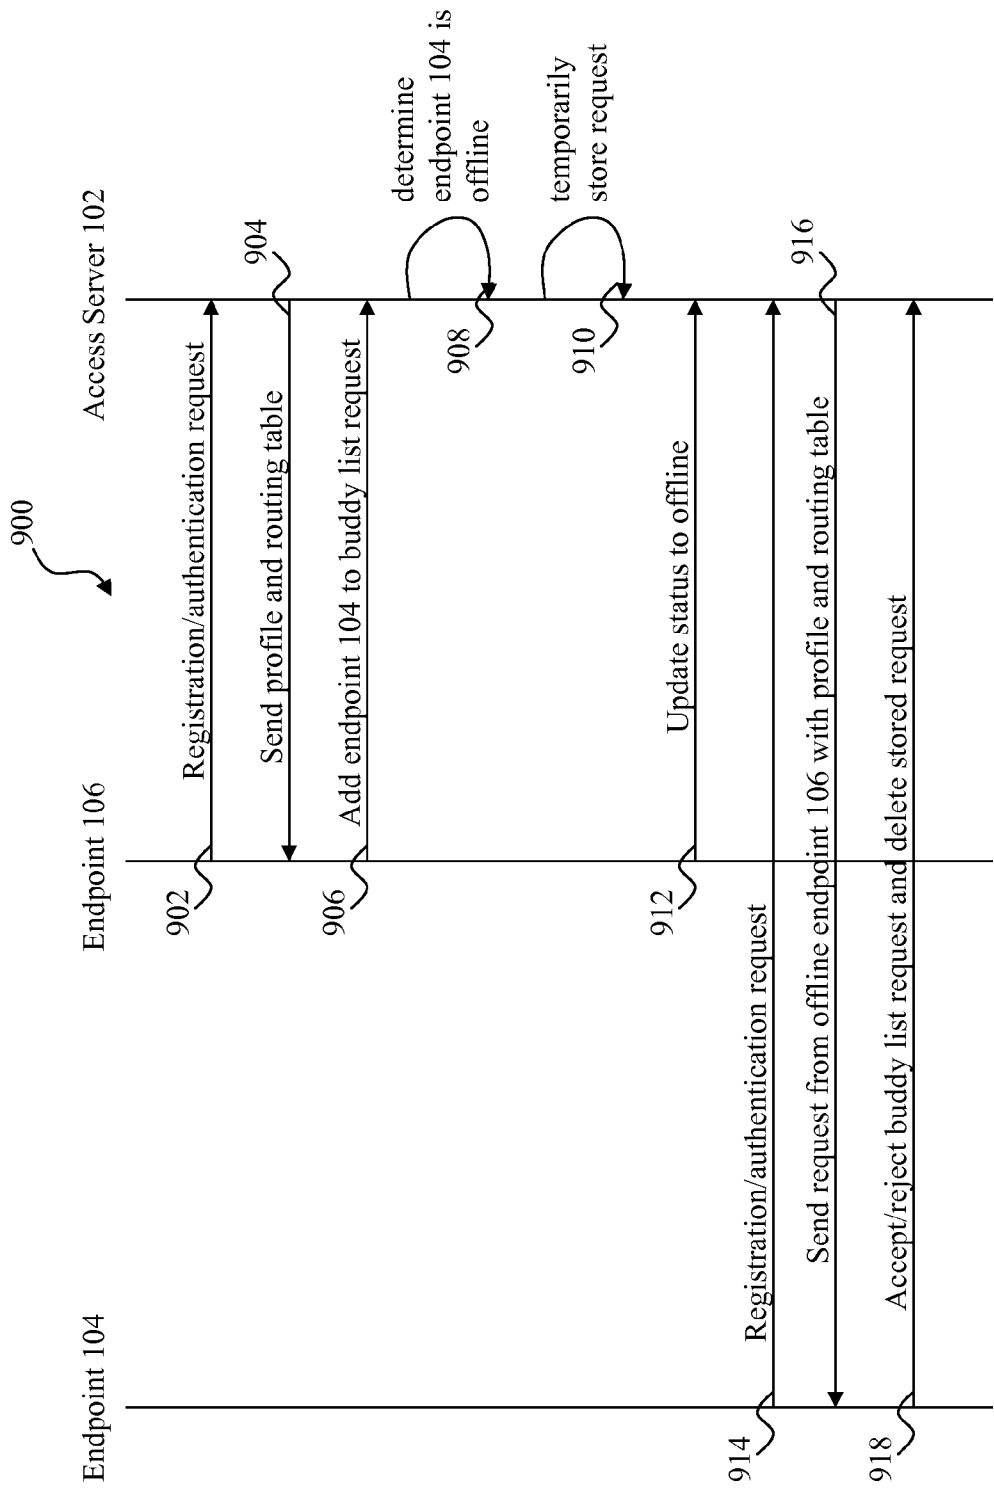 900
Endpoint 104
Endpoint 106
Access Server 102
902
Registration/authentication request
904
Send profile and routing table
906
Add endpoint 104 to buddy list request
determine
endpoint 104 is
offline
908
temporarily
store request
910
912
Update status to offline
914
Registration/authentication request
916
Send request from offline endpoint 106 with profile and routing table
918
Accept/reject buddy list request and delete stored request